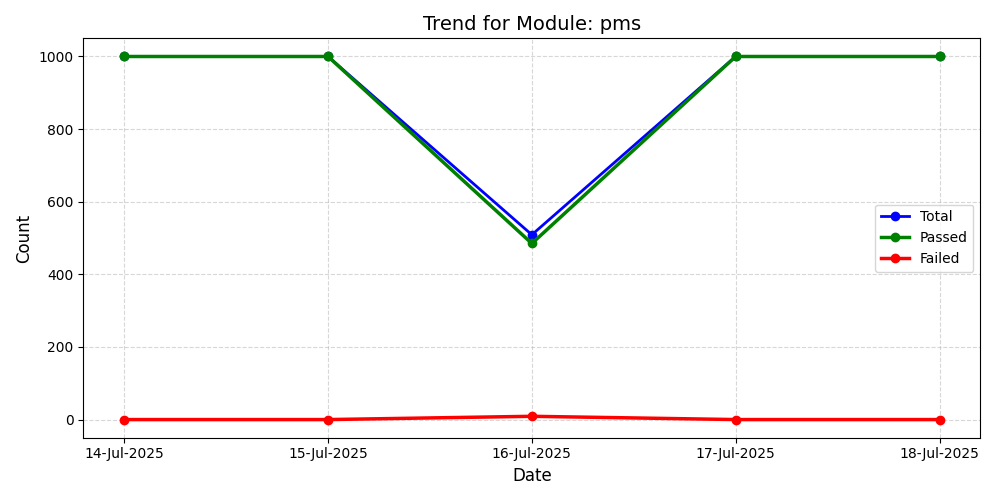 Trend for Module: pms
1000
800
600
400
200
0
Count
Total
Passed
Failed
14-Jul-2025 15-Jul-2025 16-Jul-2025 17-Jul-2025 18-Jul-2025
Date